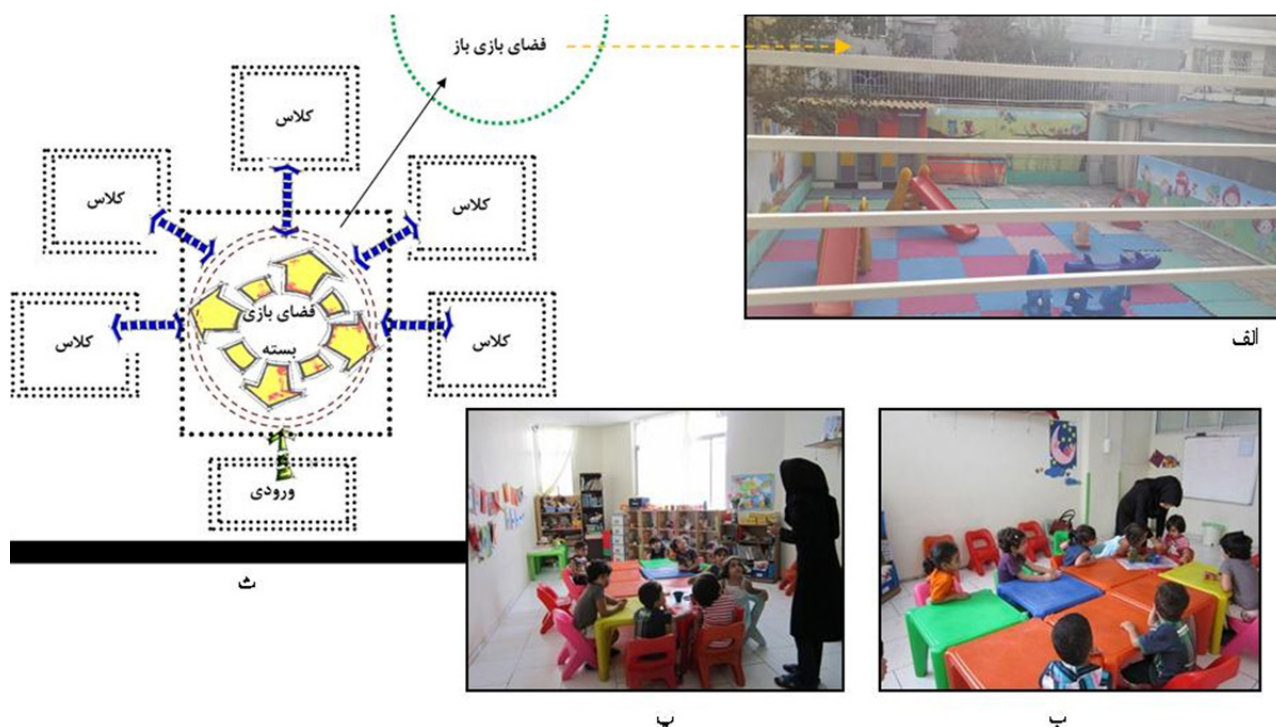 فضای بازی باز
کلاس
کلاس
کلاس
کلاس
کلاس
فضای بازی
بسته
ورودی
الف
ث
پ
ب